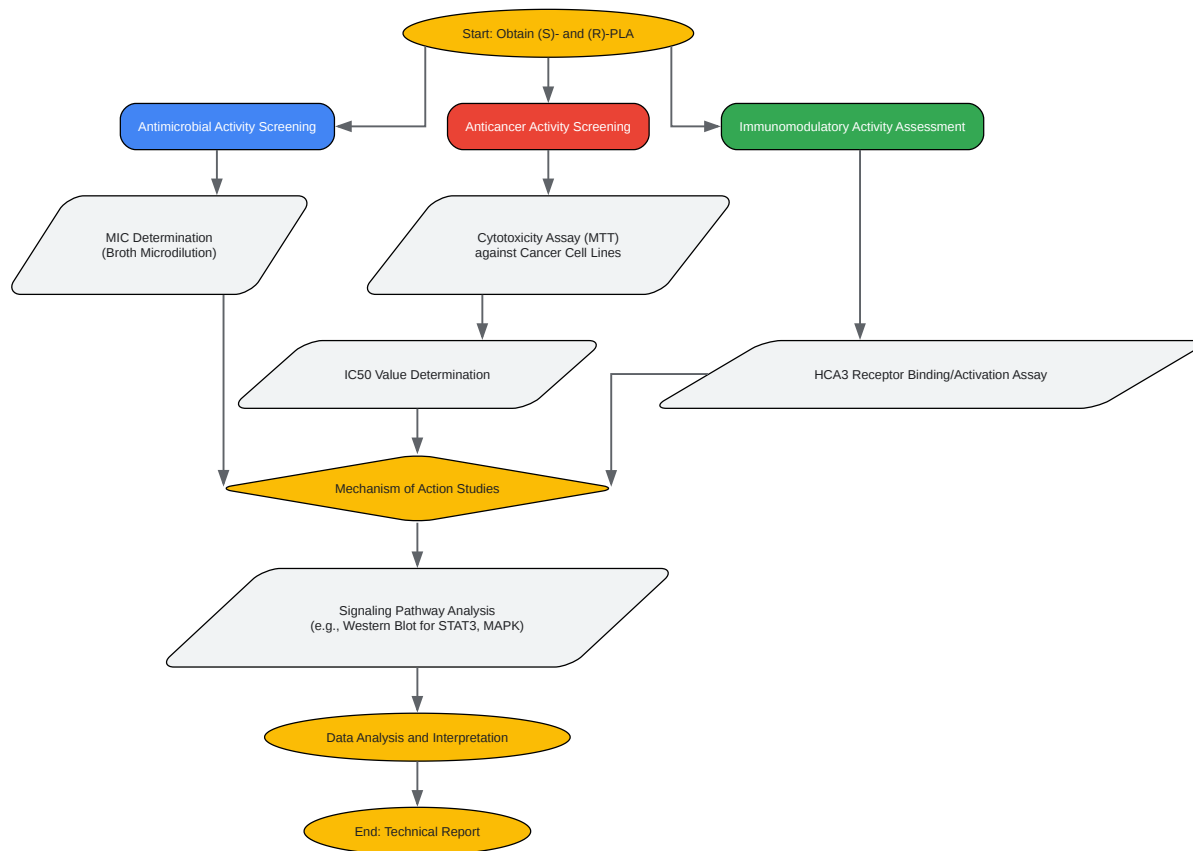 Start: Obtain (S)- and (R)-PLA
Antimicrobial Activity Screening
Anticancer Activity Screening
Immunomodulatory Activity Assessment
MIC Determination
(Broth Microdilution)
Cytotoxicity Assay (MTT)
against Cancer Cell Lines
IC50 Value Determination
HCA3 Receptor Binding/Activation Assay
Mechanism of Action Studies
Signaling Pathway Analysis
(e.g., Western Blot for STAT3, MAPK)
Data Analysis and Interpretation
End: Technical Report